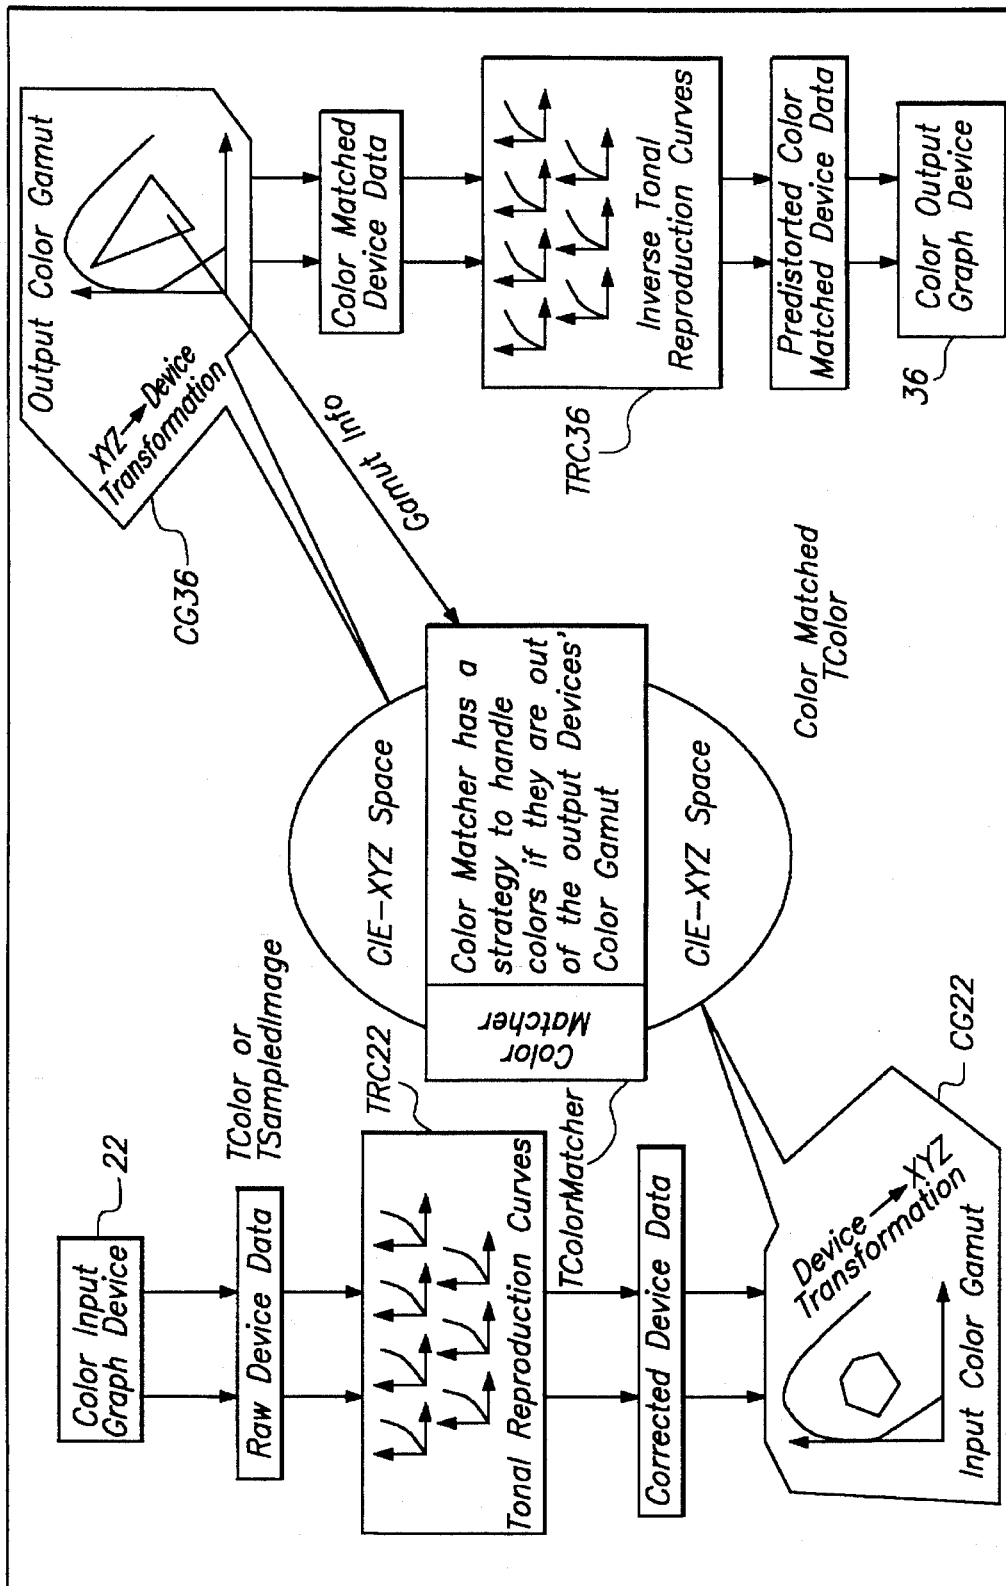 Color Input
Graph Device
22
Raw Device Data
TColor or
TSampledImage
TRC22
Tonal Reproduction Curves
TColorMatcher
Corrected Device Data
Device → XYZ
Transformation
Input Color Gamut
CG22
CIE-XYZ Space
Color
Matcher
Color Matcher has a
strategy to handle
colors if they are out
of the output Devices'
Color Gamut
CIE-XYZ Space
Color Matched
TColor
Gamut Info
Output Color Gamut
XYZ → Device
Transformation
CG36
Color Matched
Device Data
Inverse Tonal
Reproduction Curves
TRC36
Predistorted Color
Matched Device Data
Color Output
Graph Device
36